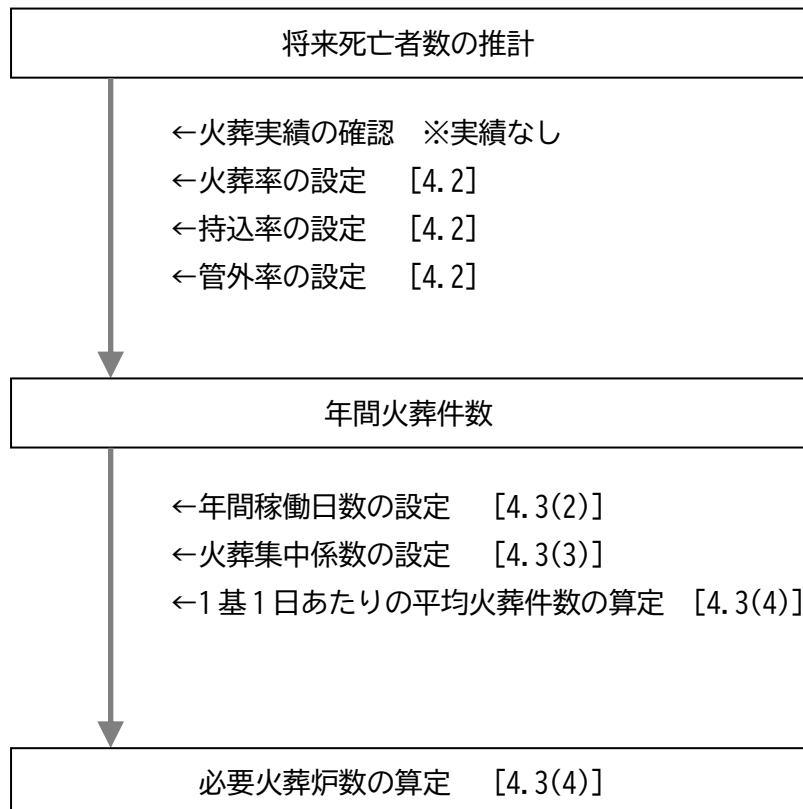 将来死亡者数の推計
←火葬実績の確認　※実績なし
←火葬率の設定　[4.2]
←持込率の設定　[4.2]
←管外率の設定　[4.2]
年間火葬件数
←年間稼働日数の設定　[4.3(2)]
←火葬集中係数の設定　[4.3(3)]
←1基1日あたりの平均火葬件数の算定　[4.3(4)]
必要火葬炉数の算定　[4.3(4)]